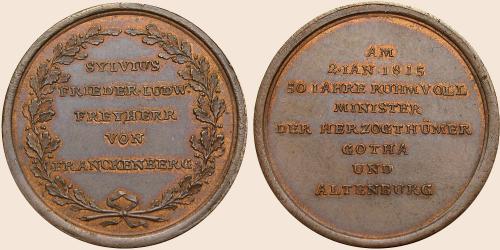 SYLVIUS
FRIEDER·LUDW·
FREYHERR
VON
FRANCKENBERG
AM
2·IAN·1815
50 IAHRE RUHMVOLL
MINISTER
DER HERZOGTHÜMER
GOTHA
UND
ALTENBURG